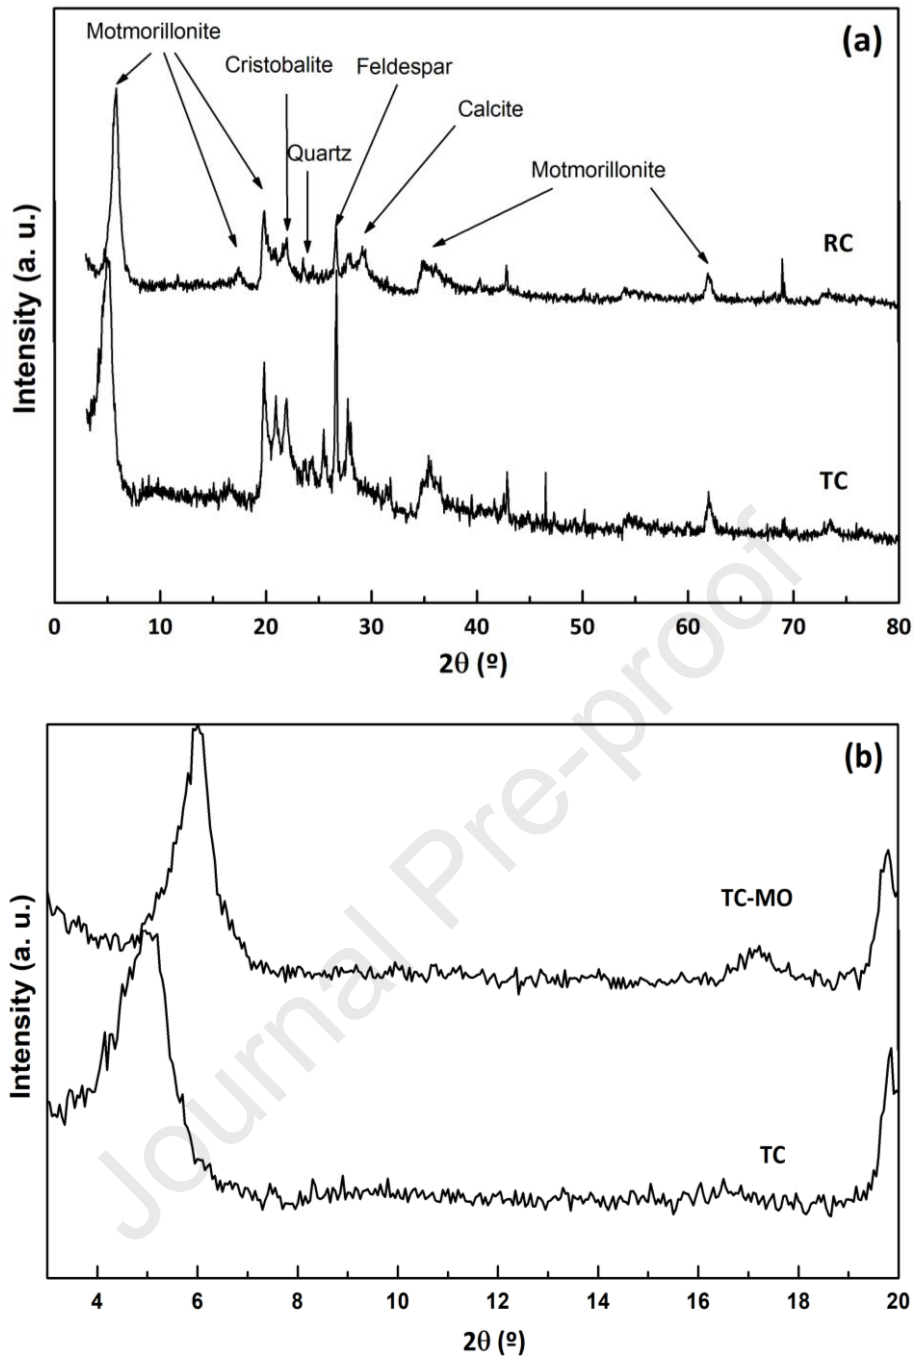 (a)
Motmorillonite
Cristobalite
Feldespar
Calcite
Quartz
Motmorillonite
RC
TC
Intensity (a. u.)
0 10 20 30 40 50 60 70 80
2θ (º)
(b)
TC-MO
TC
Intensity (a. u.)
4 6 8 10 12 14 16 18 20
2θ (º)
Journal Pre-proof